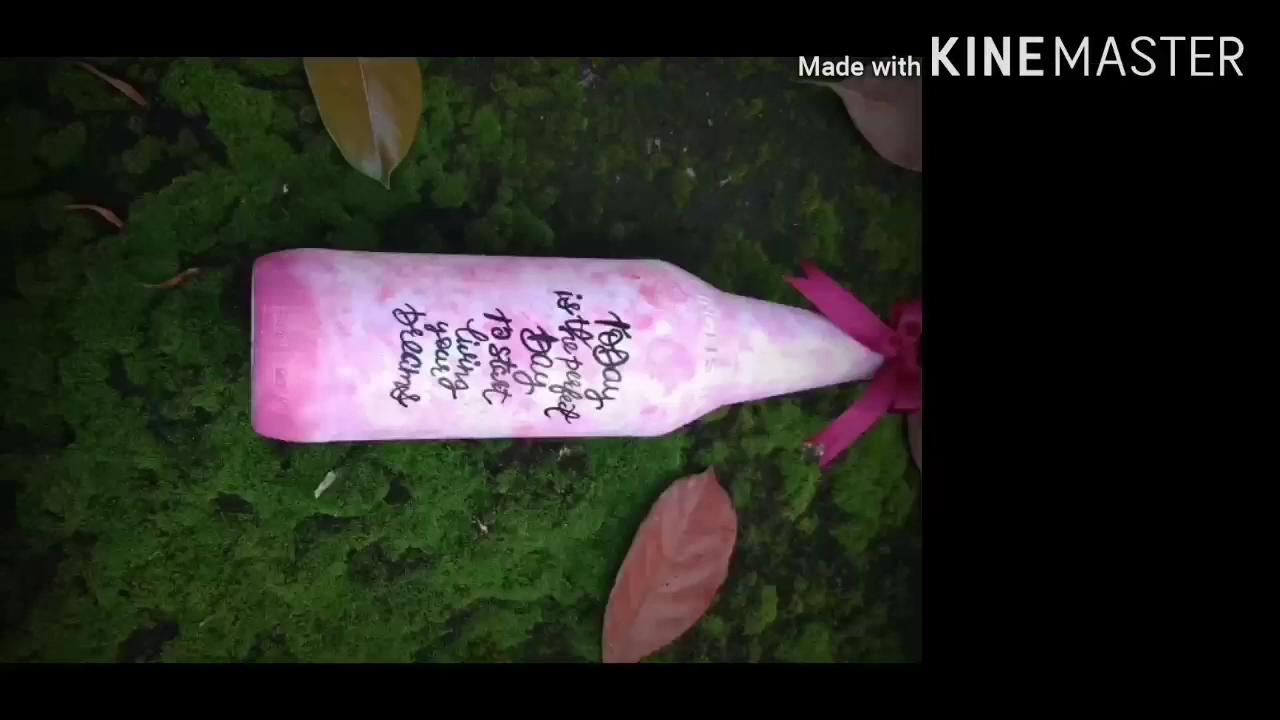 Made with KINEMASTER
ToDay
is the perfect
Day
To start
living
your
Dreams